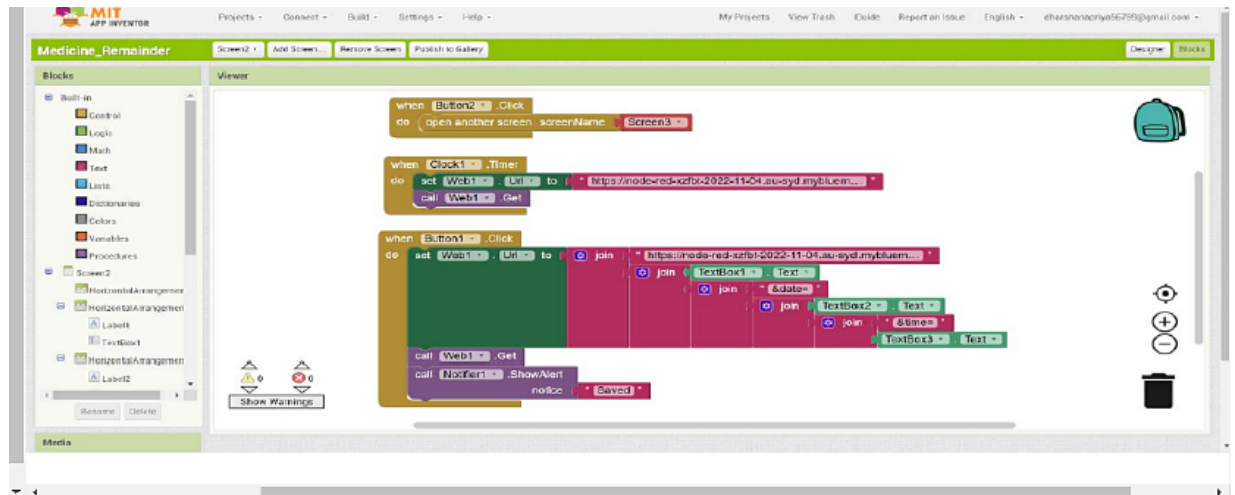 MIT
APP INVENTOR
Projects Connect Build Settings Help My Projects View Trash Guide Report an Issue English dharshanapriya56789@gmail.com
Medicine_Remainder Screen2 Add Screen... Remove Screen Publish to Gallery Designer Blocks
Blocks Viewer
Built-in
Control
Logic
Math
Text
Lists
Dictionaries
Colors
Variables
Procedures
Screen2
HorizontalArrangemen
HorizontalArrangemen
Label1
TextBox1
HorizontalArrangemen
Label2
Rename Delete
Media
when Button2 .Click
do open another screen screenName Screen3
when Clock1 .Timer
do set Web1 . Url to " https://node-red-xzfbt-2022-11-04.au-syd.mybluem... "
call Web1 .Get
when Button1 .Click
do set Web1 . Url to join " https://node-red-xzfbt-2022-11-04.au-syd.mybluem... "
join TextBox1 . Text
join " &date= "
join TextBox2 . Text
join " &time= "
TextBox3 . Text
call Web1 .Get
call Notifier1 .ShowAlert
notice " Saved "
0 0
Show Warnings